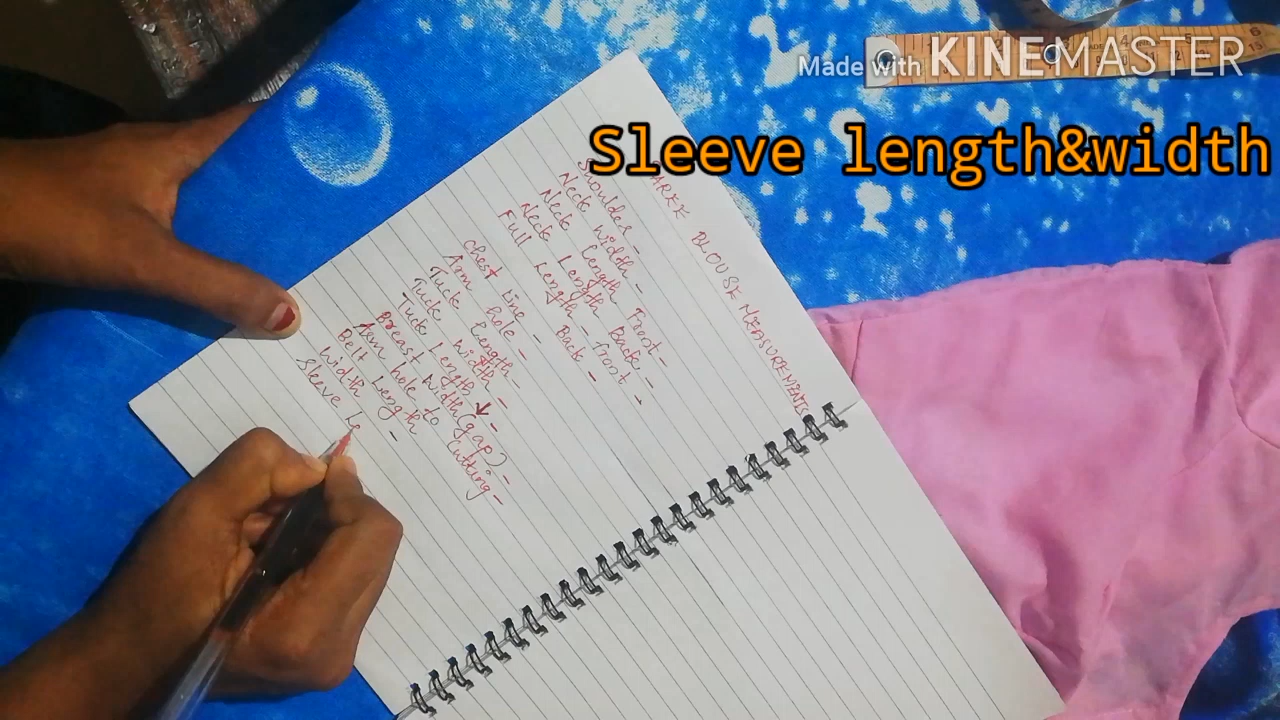 Made with KINEMASTER
Sleeve length&width
SAREE BLOUSE MEASUREMENTS
Shoulder -
Neck width -
Neck Length Front -
Neck Length Back -
Full Length - front -
Back -
Chest line -
Arm hole -
Tuck Length -
Tuck width -
Tuck Length ↓ -
Breast width (gap) -
Arm hole to Cutting -
Belt Length -
width -
Sleeve Le